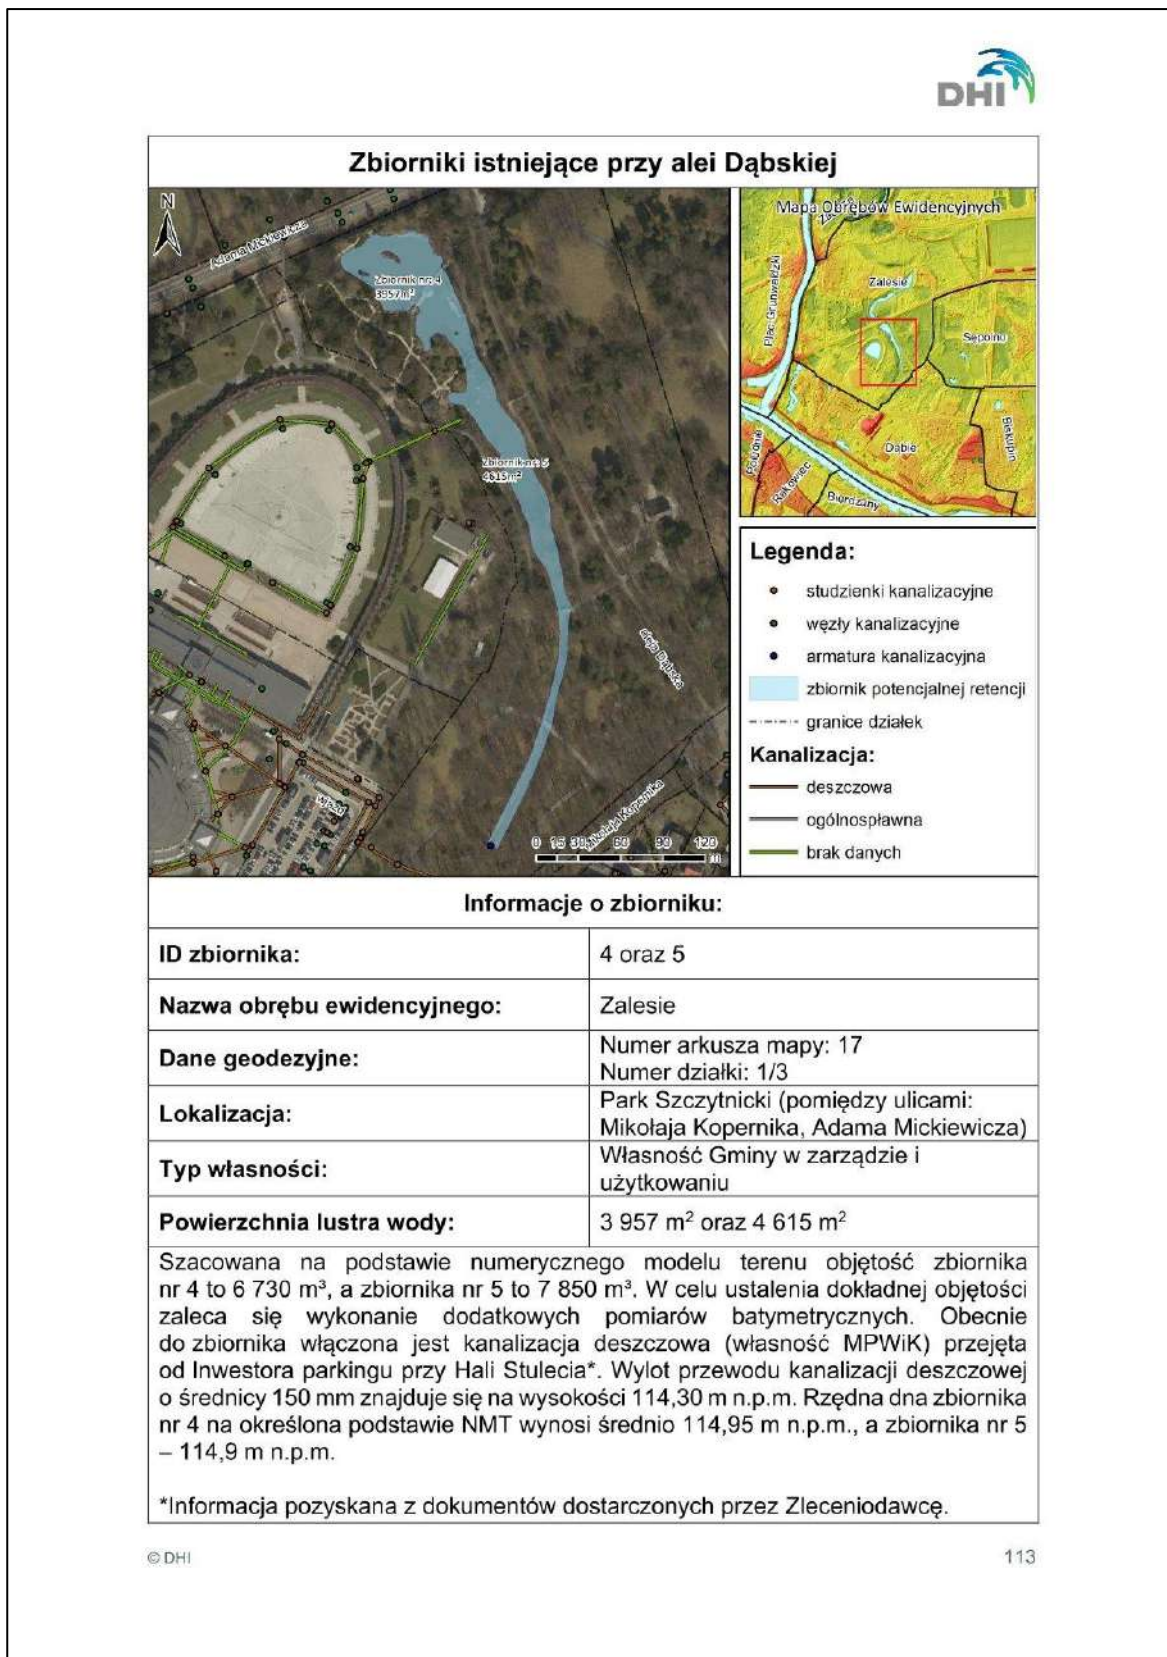 DHI
Zbiorniki istniejące przy alei Dąbskiej
N
Adama Mickiewicza
Zbiornik nr: 4
3957m²
Zbiornik nr: 5
4615m²
aleja Dąbska
Mikołaja Kopernika
Wjazd
0 15 30 60 90 120
m
Mapa Obrębów Ewidencyjnych
Plac Grunwaldzki
Zalesie
Sępolno
Biskupin
Dąbie
Rakowiec
Bierdzany
Legenda:
studzienki kanalizacyjne
węzły kanalizacyjne
armatura kanalizacyjna
zbiornik potencjalnej retencji
granice działek
Kanalizacja:
deszczowa
ogólnospławna
brak danych
Informacje o zbiorniku:
ID zbiornika:
4 oraz 5
Nazwa obrębu ewidencyjnego:
Zalesie
Dane geodezyjne:
Numer arkusza mapy: 17
Numer działki: 1/3
Lokalizacja:
Park Szczytnicki (pomiędzy ulicami:
Mikołaja Kopernika, Adama Mickiewicza)
Typ własności:
Własność Gminy w zarządzie i
użytkowaniu
Powierzchnia lustra wody:
3 957 m² oraz 4 615 m²
Szacowana na podstawie numerycznego modelu terenu objętość zbiornika
nr 4 to 6 730 m³, a zbiornika nr 5 to 7 850 m³. W celu ustalenia dokładnej objętości
zaleca się wykonanie dodatkowych pomiarów batymetrycznych. Obecnie
do zbiornika włączona jest kanalizacja deszczowa (własność MPWiK) przejęta
od Inwestora parkingu przy Hali Stulecia*. Wylot przewodu kanalizacji deszczowej
o średnicy 150 mm znajduje się na wysokości 114,30 m n.p.m. Rzędna dna zbiornika
nr 4 na określona podstawie NMT wynosi średnio 114,95 m n.p.m., a zbiornika nr 5
– 114,9 m n.p.m.
*Informacja pozyskana z dokumentów dostarczonych przez Zleceniodawcę.
© DHI
113